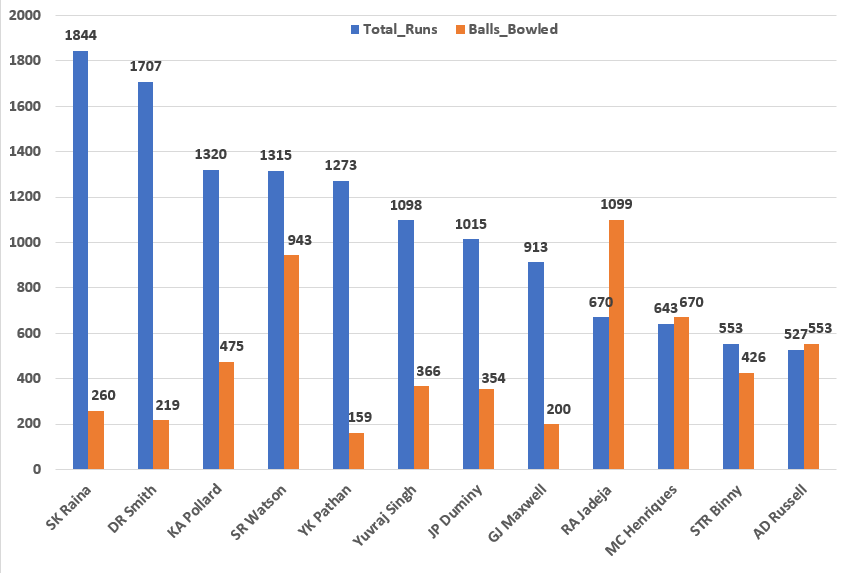 2000
Total_Runs Balls_Bowled
1800
1600
1400
1200
1000
800
600
400
200
0
1844
1707
1320
1315
1273
1098
1015
913
670
643
553
527
260
219
475
943
159
366
354
200
1099
670
426
553
SK Raina
DR Smith
KA Pollard
SR Watson
YK Pathan
Yuvraj Singh
JP Duminy
GJ Maxwell
RA Jadeja
MC Henriques
STR Binny
AD Russell